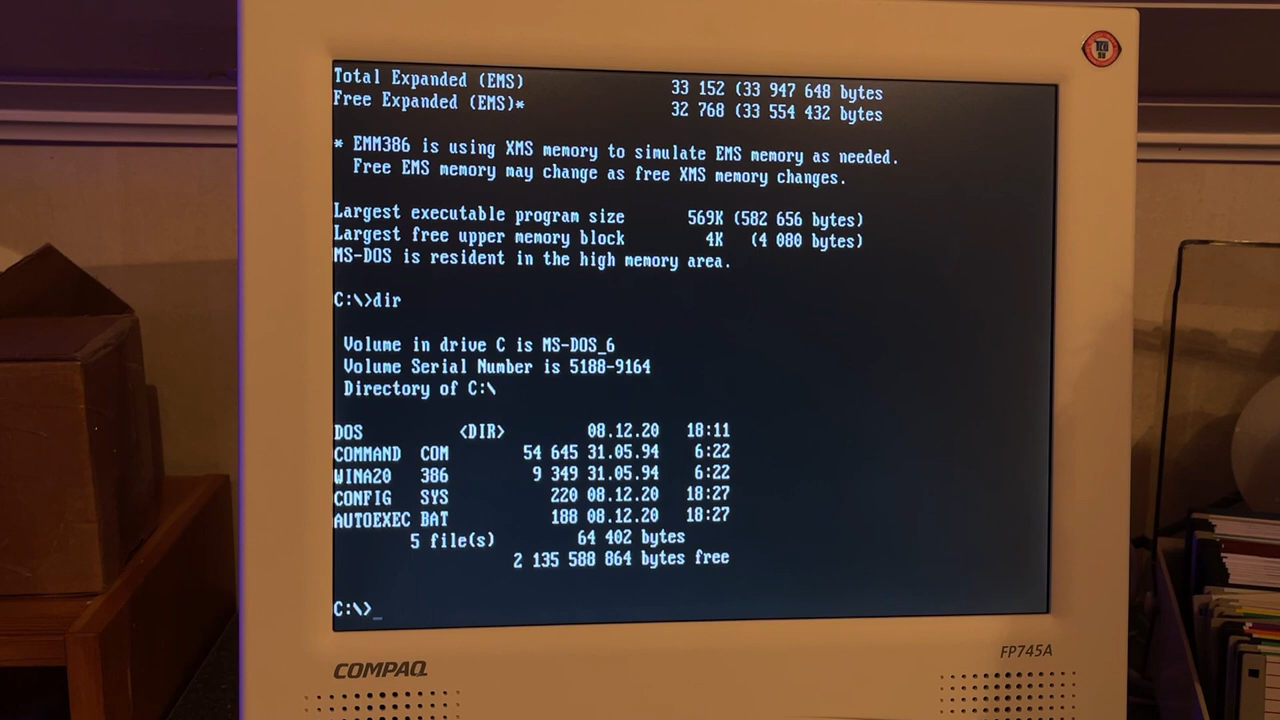 Total Expanded (EMS) 33 152 (33 947 648 bytes
Free Expanded (EMS)* 32 768 (33 554 432 bytes
* EMM386 is using XMS memory to simulate EMS memory as needed.
Free EMS memory may change as free XMS memory changes.
Largest executable program size 569K (582 656 bytes)
Largest free upper memory block 4K (4 080 bytes)
MS-DOS is resident in the high memory area.
C:\>dir
Volume in drive C is MS-DOS_6
Volume Serial Number is 5188-9164
Directory of C:\
DOS <DIR> 08.12.20 18:11
COMMAND COM 54 645 31.05.94 6:22
WINA20 386 9 349 31.05.94 6:22
CONFIG SYS 220 08.12.20 18:27
AUTOEXEC BAT 188 08.12.20 18:27
5 file(s) 64 402 bytes
2 135 588 864 bytes free
C:\>_
COMPAQ
FP745A